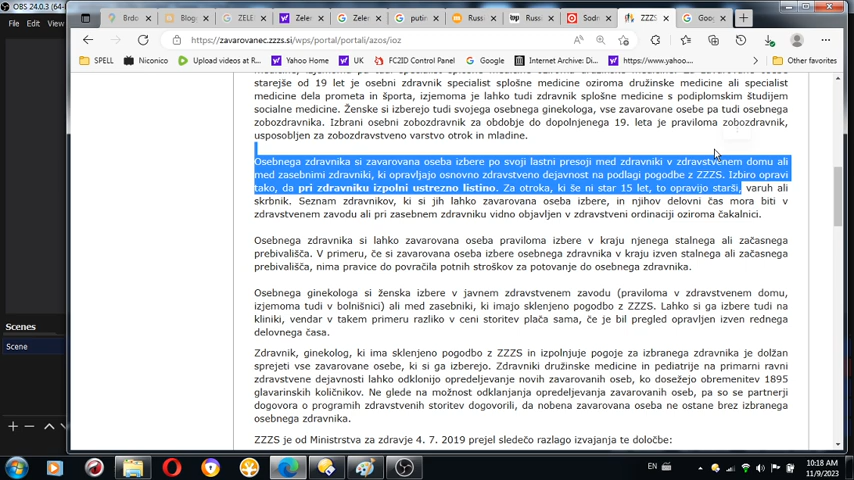 OBS 24.0.3 (64-
File Edit View
Brdo
Blog
ZELE
Zeler
Zeler
putir
Russ
Russ
Sodn
ZZZS
Goo
https://zavarovanec.zzzs.si/wps/portal/portali/azos/ioz
SPELL Niconico Upload videos at R... Yahoo Home UK FC2ID Control Panel Google Internet Archive: Di... https://www.yahoo.... Other favorites
starejše od 19 let je osebni zdravnik specialist splošne medicine oziroma družinske medicine ali specialist
medicine dela prometa in športa, izjemoma je lahko tudi zdravnik splošne medicine s podiplomskim študijem
socialne medicine. Ženske si izberejo tudi svojega osebnega ginekologa, vse zavarovane osebe pa tudi osebnega
zobozdravnika. Izbrani osebni zobozdravnik za obdobje do dopolnjenega 19. leta je praviloma zobozdravnik,
usposobljen za zobozdravstveno varstvo otrok in mladine.
Osebnega zdravnika si zavarovana oseba izbere po svoji lastni presoji med zdravniki v zdravstvenem domu ali
med zasebnimi zdravniki, ki opravljajo osnovno zdravstveno dejavnost na podlagi pogodbe z ZZZS. Izbiro opravi
tako, da pri zdravniku izpolni ustrezno listino. Za otroka, ki še ni star 15 let, to opravijo starši, varuh ali
skrbnik. Seznam zdravnikov, ki si jih lahko zavarovane osebe izberejo, in njihov delovni čas mora biti v
zdravstvenem zavodu ali pri zasebnem zdravniku vidno objavljen v zdravstveni ordinaciji oziroma čakalnici.
Osebnega zdravnika si lahko zavarovana oseba praviloma izbere v kraju njenega stalnega ali začasnega
prebivališča. V primeru, če si zavarovana oseba izbere osebnega zdravnika v kraju izven stalnega ali začasnega
prebivališča, nima pravice do povračila potnih stroškov za potovanje do osebnega zdravnika.
Osebnega ginekologa si ženska izbere v javnem zdravstvenem zavodu (praviloma v zdravstvenem domu,
izjemoma tudi v bolnišnici) ali med zasebniki, ki imajo sklenjeno pogodbo z ZZZS. Lahko si ga izbere tudi na
kliniki, vendar v takem primeru razliko v ceni storitev plača sama, če je bil pregled opravljen izven rednega
delovnega časa.
Zdravnik, ginekolog, ki ima sklenjeno pogodbo z ZZZS in izpolnjuje pogoje za izbranega zdravnika je dolžan
sprejeti vse zavarovane osebe, ki si ga izberejo. Zdravniki družinske medicine in pediatrije na primarni ravni
zdravstvene dejavnosti lahko odklonijo opredeljevanje novih zavarovanih oseb, ko dosežejo obremenitev 1895
glavarinskih količnikov. Ne glede na možnost odklanjanja opredeljevanja zavarovanih oseb, pa so se partnerji
dogovora o programih zdravstvenih storitev dogovorili, da nobena zavarovana oseba ne ostane brez izbranega
osebnega zdravnika.
ZZZS je od Ministrstva za zdravje 4. 7. 2019 prejel sledečo razlago izvajanja te določbe:
Scenes
Scene
EN
10:18 AM
11/9/2023